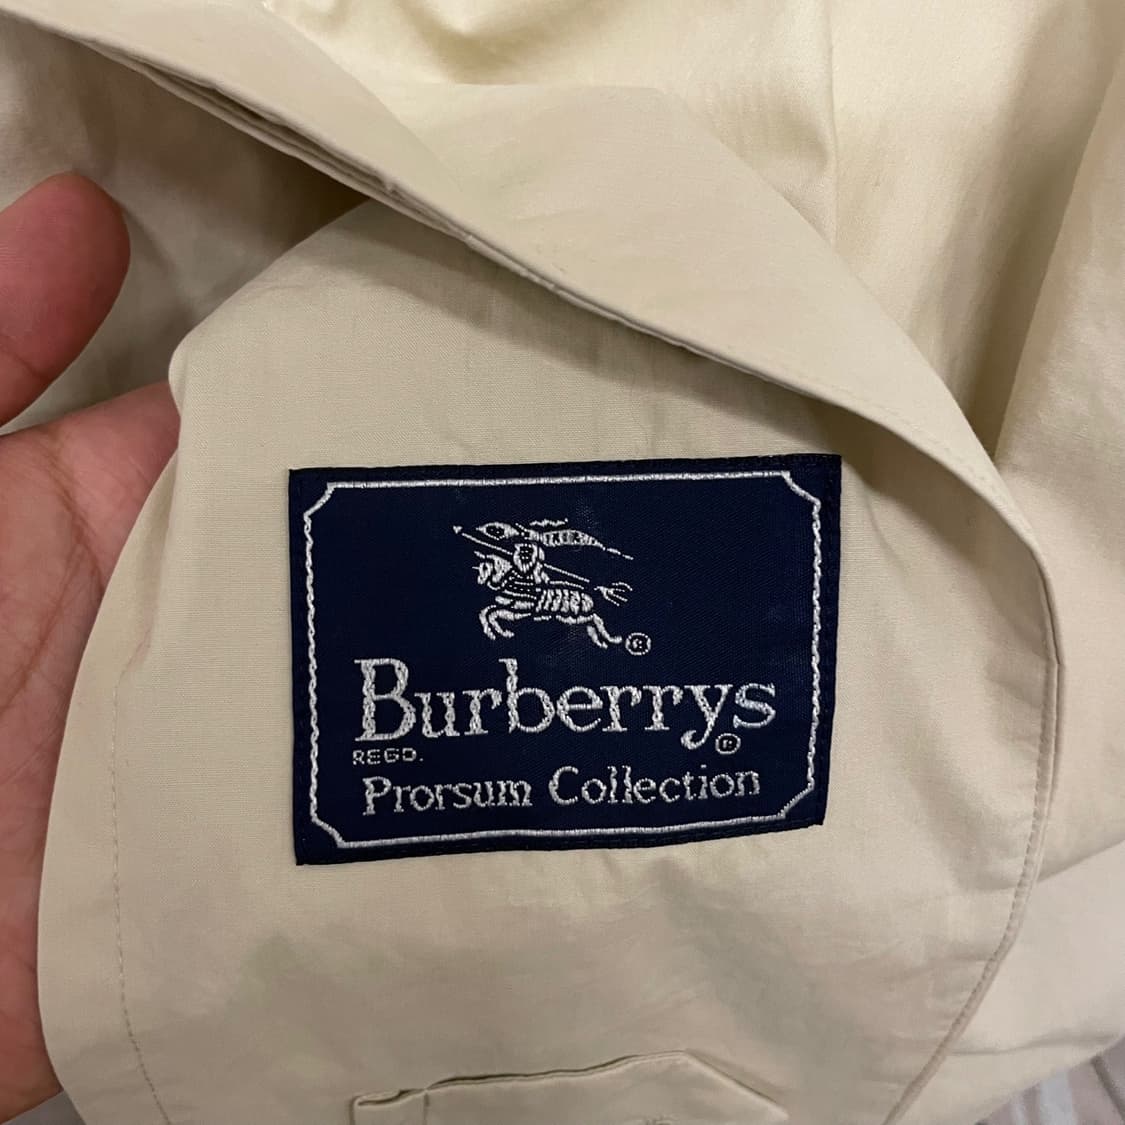 ©
Burberrys
®
REGD.
Prorsum Collection